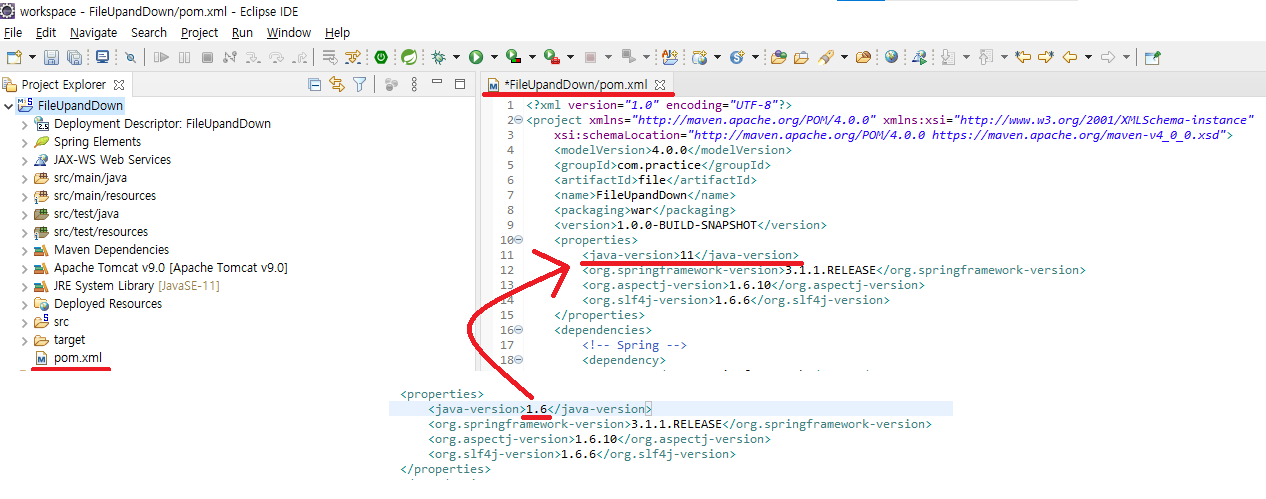 workspace - FileUpandDown/pom.xml - Eclipse IDE
File Edit Navigate Search Project Run Window Help
Project Explorer
FileUpandDown
Deployment Descriptor: FileUpandDown
Spring Elements
JAX-WS Web Services
src/main/java
src/main/resources
src/test/java
src/test/resources
Maven Dependencies
Apache Tomcat v9.0 [Apache Tomcat v9.0]
JRE System Library [JavaSE-11]
Deployed Resources
src
target
pom.xml
*FileUpandDown/pom.xml
1 <?xml version="1.0" encoding="UTF-8"?>
2 <project xmlns="http://maven.apache.org/POM/4.0.0" xmlns:xsi="http://www.w3.org/2001/XMLSchema-instance"
3 xsi:schemaLocation="http://maven.apache.org/POM/4.0.0 https://maven.apache.org/maven-v4_0_0.xsd">
4 <modelVersion>4.0.0</modelVersion>
5 <groupId>com.practice</groupId>
6 <artifactId>file</artifactId>
7 <name>FileUpandDown</name>
8 <packaging>war</packaging>
9 <version>1.0.0-BUILD-SNAPSHOT</version>
10 <properties>
11 <java-version>11</java-version>
12 <org.springframework-version>3.1.1.RELEASE</org.springframework-version>
13 <org.aspectj-version>1.6.10</org.aspectj-version>
14 <org.slf4j-version>1.6.6</org.slf4j-version>
15 </properties>
16 <dependencies>
17 <!-- Spring -->
18 <dependency>
<properties>
<java-version>1.6</java-version>
<org.springframework-version>3.1.1.RELEASE</org.springframework-version>
<org.aspectj-version>1.6.10</org.aspectj-version>
<org.slf4j-version>1.6.6</org.slf4j-version>
</properties>